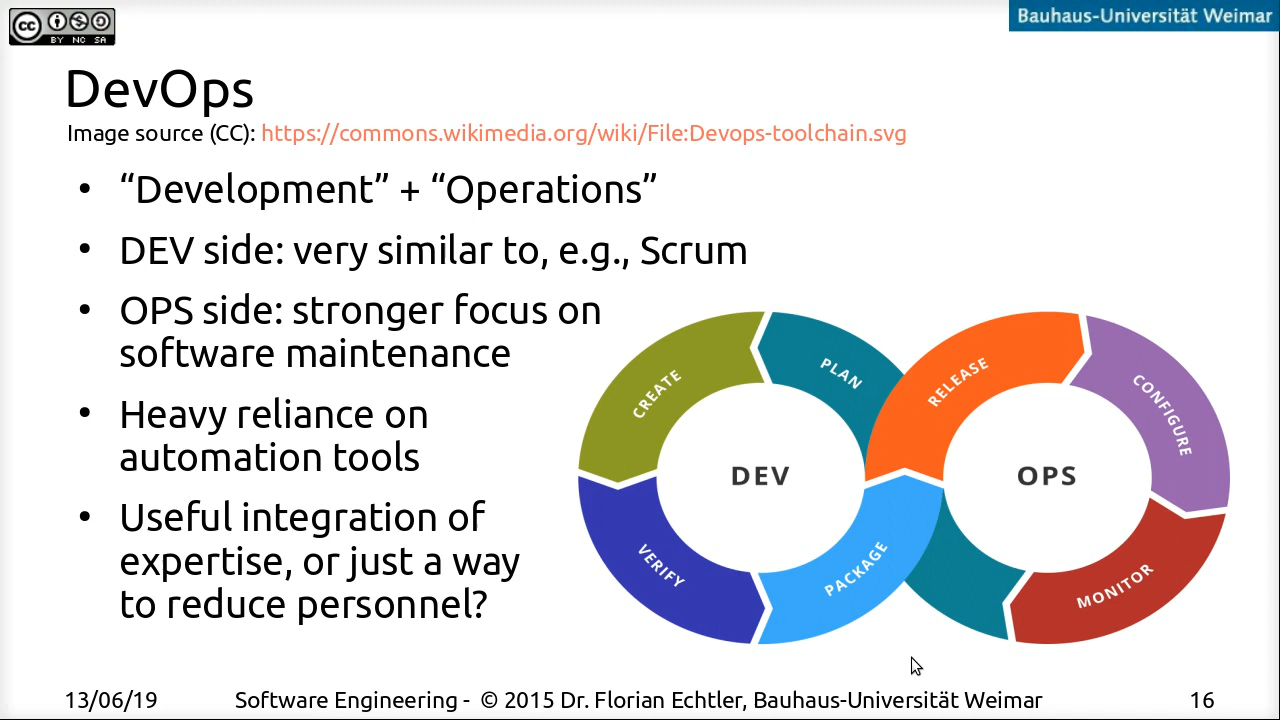 cc
BY NC SA
Bauhaus-Universität Weimar
DevOps
Image source (CC): https://commons.wikimedia.org/wiki/File:Devops-toolchain.svg
• “Development” + “Operations”
• DEV side: very similar to, e.g., Scrum
• OPS side: stronger focus on
software maintenance
• Heavy reliance on
automation tools
• Useful integration of
expertise, or just a way
to reduce personnel?
CREATE
PLAN
RELEASE
CONFIGURE
DEV
OPS
VERIFY
PACKAGE
MONITOR
13/06/19
Software Engineering - © 2015 Dr. Florian Echtler, Bauhaus-Universität Weimar
16